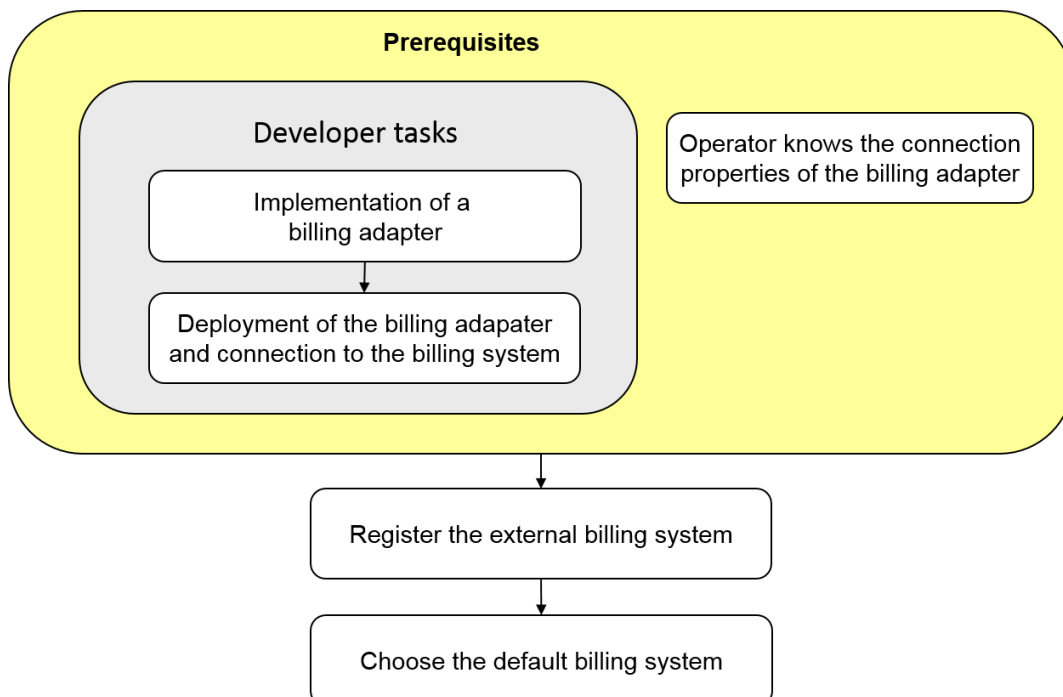 Prerequisites
Developer tasks
Implementation of a
billing adapter
Deployment of the billing adapater
and connection to the billing system
Operator knows the connection
properties of the billing adapter
Register the external billing system
Choose the default billing system